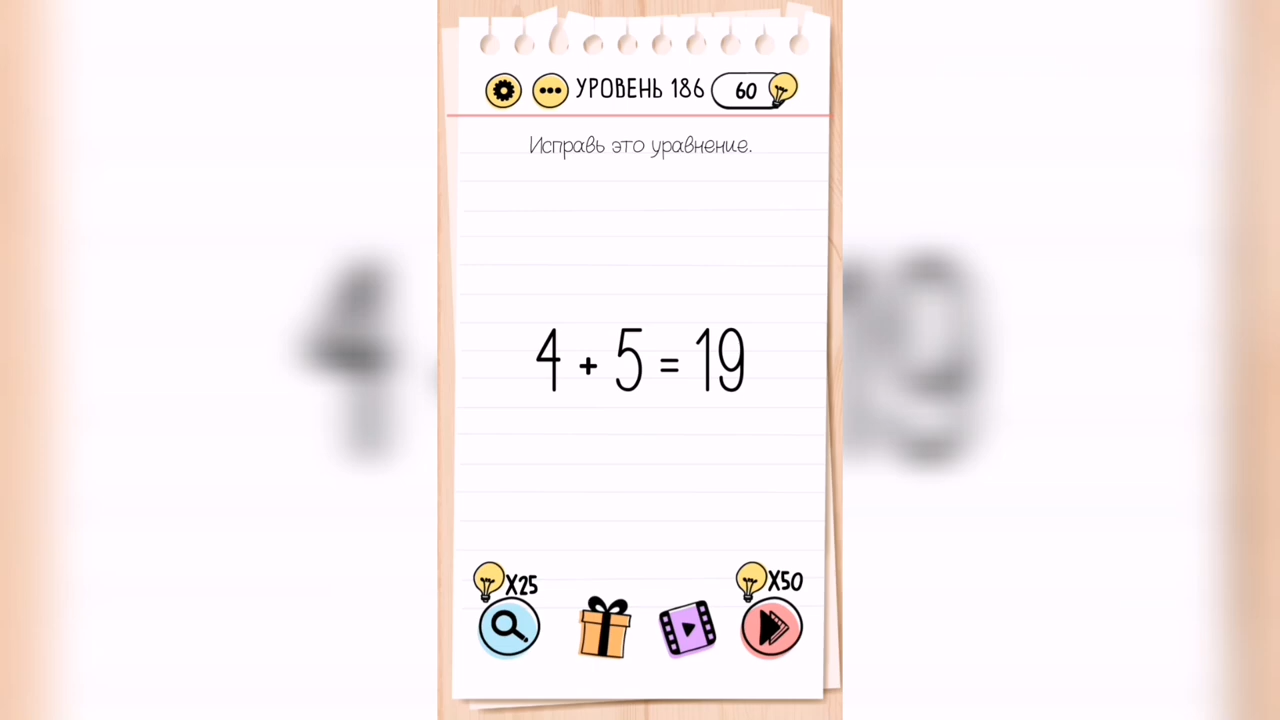 УРОВЕНЬ 186
60
Исправь это уравнение.
4 + 5 = 19
X25
X50